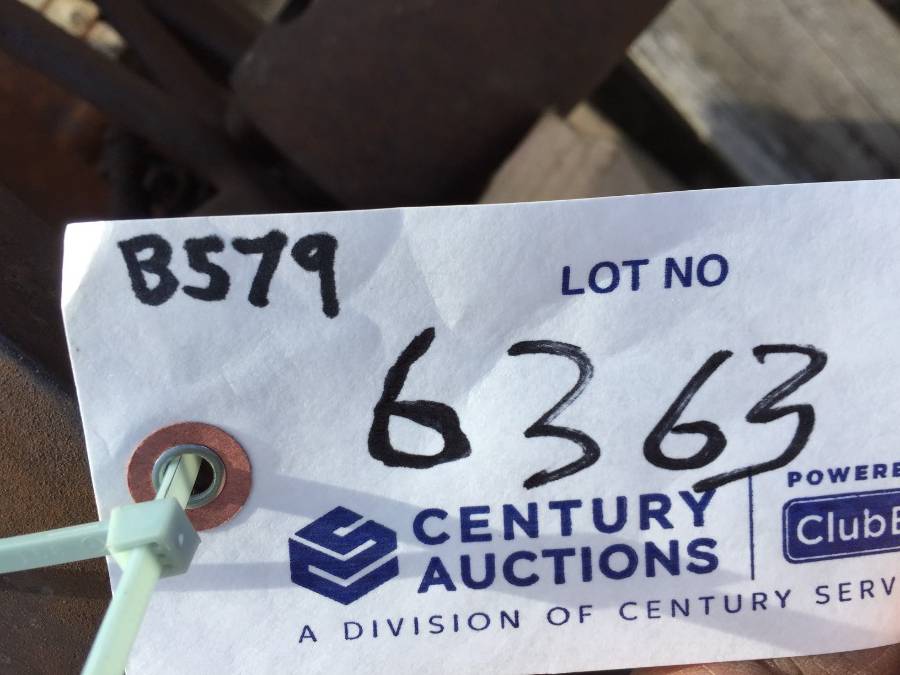 B579
LOT NO
6363
CENTURY
AUCTIONS
POWERE
ClubE
A DIVISION OF CENTURY SERV